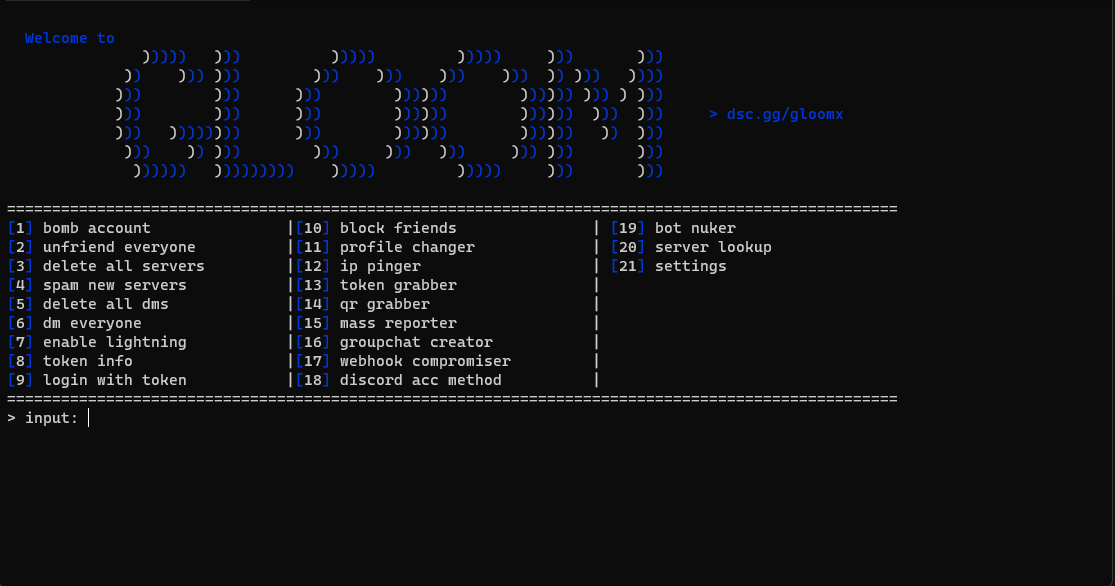 Welcome to
GLOOM
> dsc.gg/gloomx
[1] bomb account |[10] block friends | [19] bot nuker
[2] unfriend everyone |[11] profile changer | [20] server lookup
[3] delete all servers |[12] ip pinger | [21] settings
[4] spam new servers |[13] token grabber |
[5] delete all dms |[14] qr grabber |
[6] dm everyone |[15] mass reporter |
[7] enable lightning |[16] groupchat creator |
[8] token info |[17] webhook compromiser |
[9] login with token |[18] discord acc method |
> input: